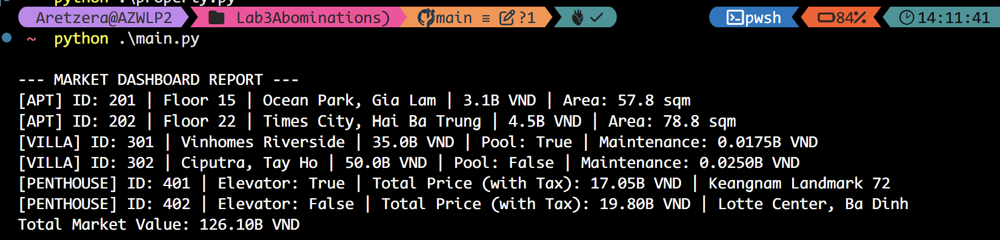 python .\property.py
Aretzera@AZWLP2 Lab3Abominations) main ≡ ?1 pwsh 84% 14:11:41
~ python .\main.py
--- MARKET DASHBOARD REPORT ---
[APT] ID: 201 | Floor 15 | Ocean Park, Gia Lam | 3.1B VND | Area: 57.8 sqm
[APT] ID: 202 | Floor 22 | Times City, Hai Ba Trung | 4.5B VND | Area: 78.8 sqm
[VILLA] ID: 301 | Vinhomes Riverside | 35.0B VND | Pool: True | Maintenance: 0.0175B VND
[VILLA] ID: 302 | Ciputra, Tay Ho | 50.0B VND | Pool: False | Maintenance: 0.0250B VND
[PENTHOUSE] ID: 401 | Elevator: True | Total Price (with Tax): 17.05B VND | Keangnam Landmark 72
[PENTHOUSE] ID: 402 | Elevator: False | Total Price (with Tax): 19.80B VND | Lotte Center, Ba Dinh
Total Market Value: 126.10B VND